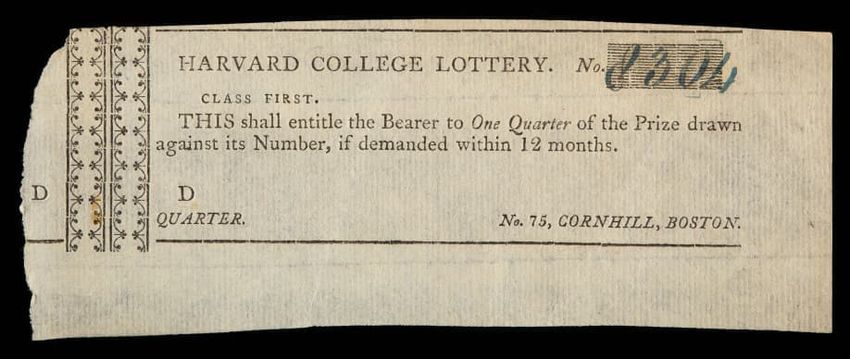 HARVARD COLLEGE LOTTERY. No. 8304
CLASS FIRST.
THIS shall entitle the Bearer to One Quarter of the Prize drawn
against its Number, if demanded within 12 months.
D D
QUARTER. No. 75, CORNHILL, BOSTON.